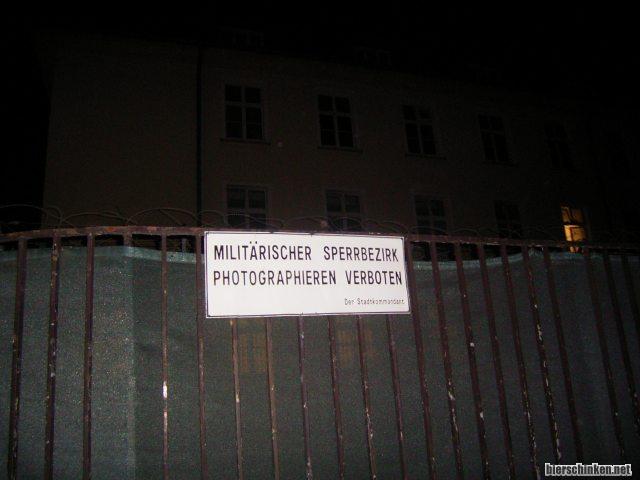 MILITÄRISCHER SPERRBEZIRK
PHOTOGRAPHIEREN VERBOTEN
Der Stadtkommandant
bierschinken.net